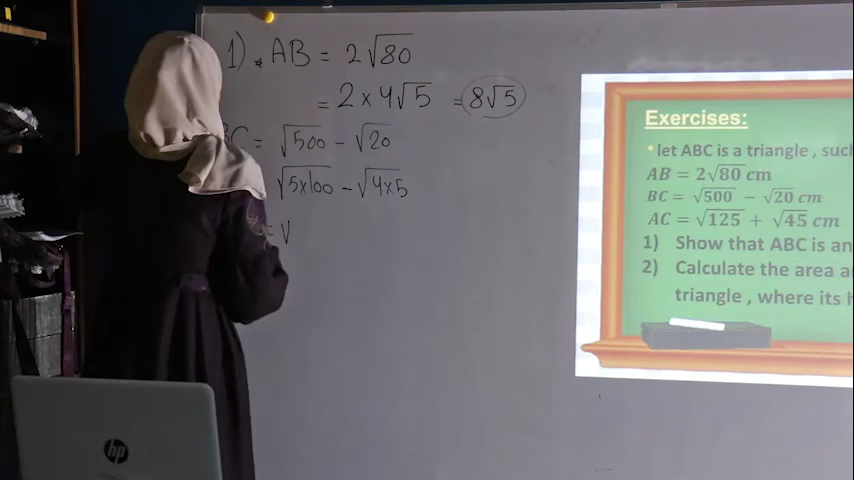 1) * AB = 2√80
= 2 × 4√5 = 8√5
BC = √500 - √20
√5x100 - √4x5
= √
Exercises:
• let ABC is a triangle , suc
AB = 2√80 cm
BC = √500 − √20 cm
AC = √125 + √45 cm
1) Show that ABC is an
2) Calculate the area a
triangle , where its h
hp